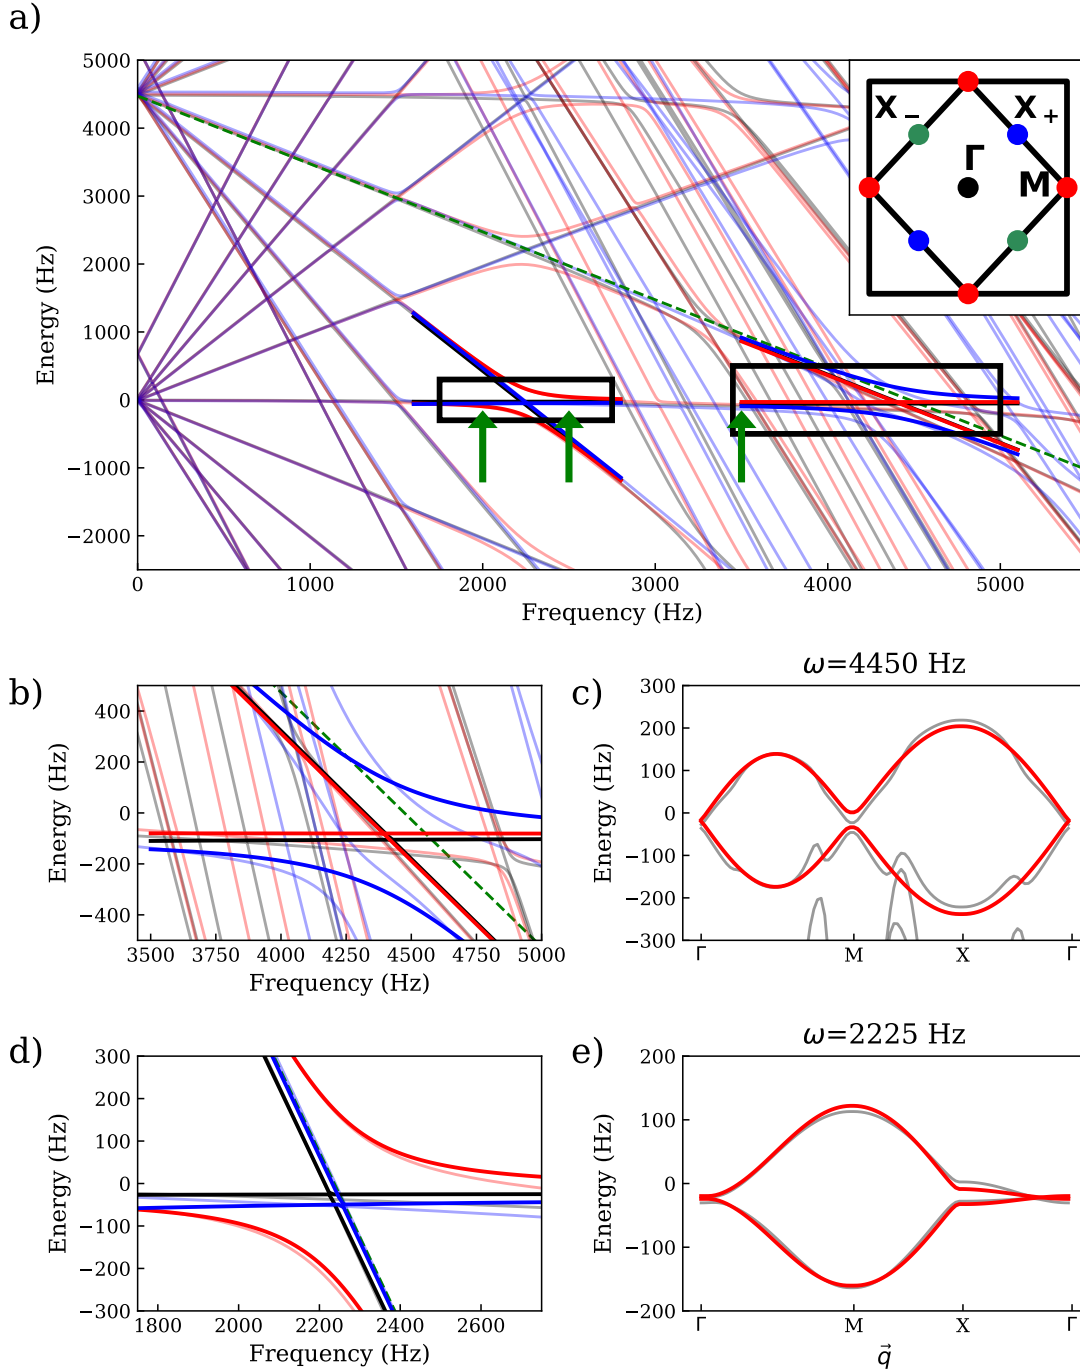 a)
5000
4000
3000
2000
1000
0
−1000
−2000
Energy (Hz)
0
1000
2000
3000
4000
5000
Frequency (Hz)
X−
X+
Γ
M
b)
400
200
0
−200
−400
Energy (Hz)
3500 3750 4000 4250 4500 4750 5000
Frequency (Hz)
c)
ω=4450 Hz
300
200
100
0
−100
−200
−300
Energy (Hz)
Γ M X Γ
d)
300
200
100
0
−100
−200
−300
Energy (Hz)
1800 2000 2200 2400 2600
Frequency (Hz)
e)
ω=2225 Hz
200
100
0
−100
−200
Energy (Hz)
Γ M X Γ
q⃗